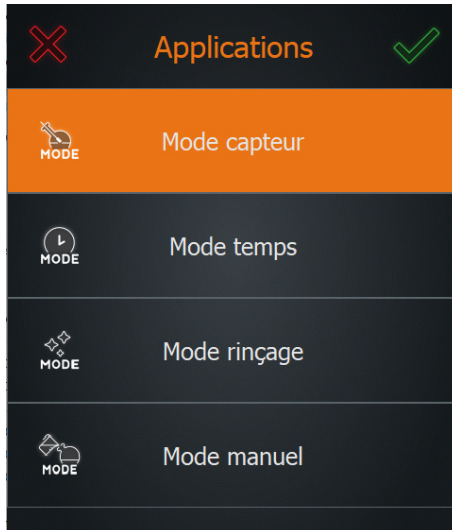 Applications
MODE
Mode capteur
MODE
Mode temps
MODE
Mode rinçage
MODE
Mode manuel